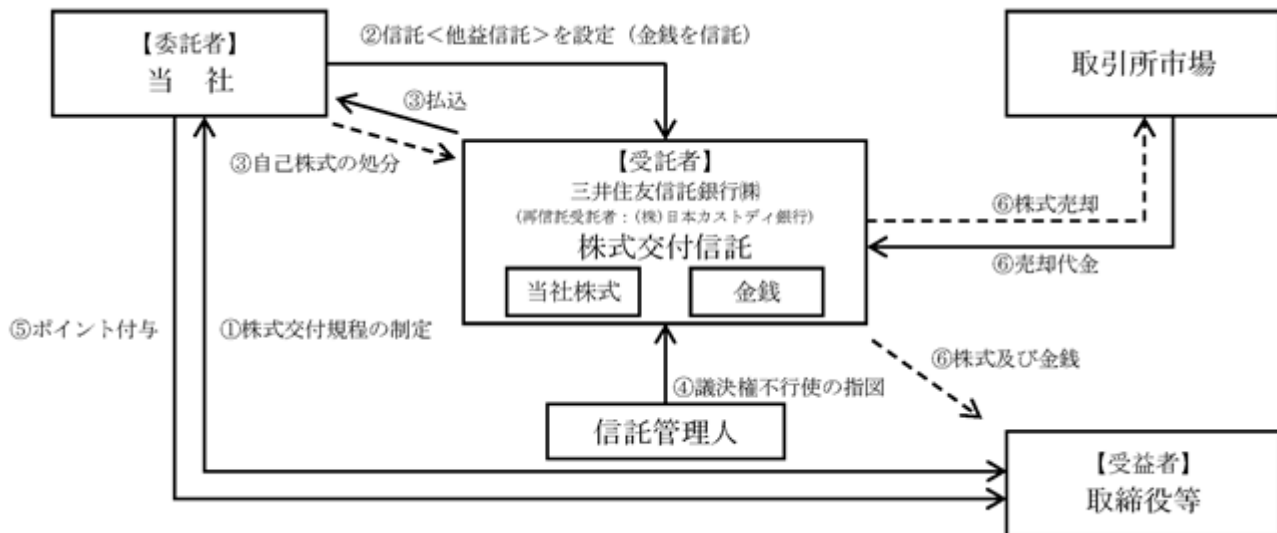 【委託者】
当　社
②信託＜他益信託＞を設定（金銭を信託）
取引所市場
③払込
③自己株式の処分
【受託者】
三井住友信託銀行㈱
(再信託受託者：(株)日本カストディ銀行)
株式交付信託
当社株式
金銭
⑥株式売却
⑥売却代金
⑤ポイント付与
①株式交付規程の制定
⑥株式及び金銭
④議決権不行使の指図
信託管理人
【受益者】
取締役等